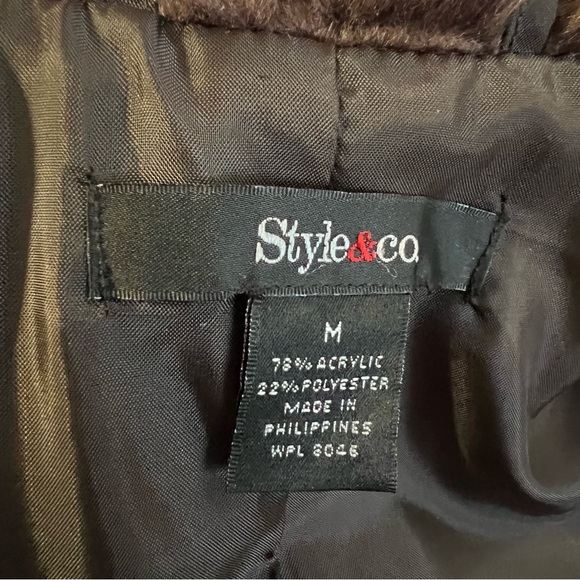 Style&co
M
78% ACRYLIC
22% POLYESTER
MADE IN
PHILIPPINES
WPL 8046